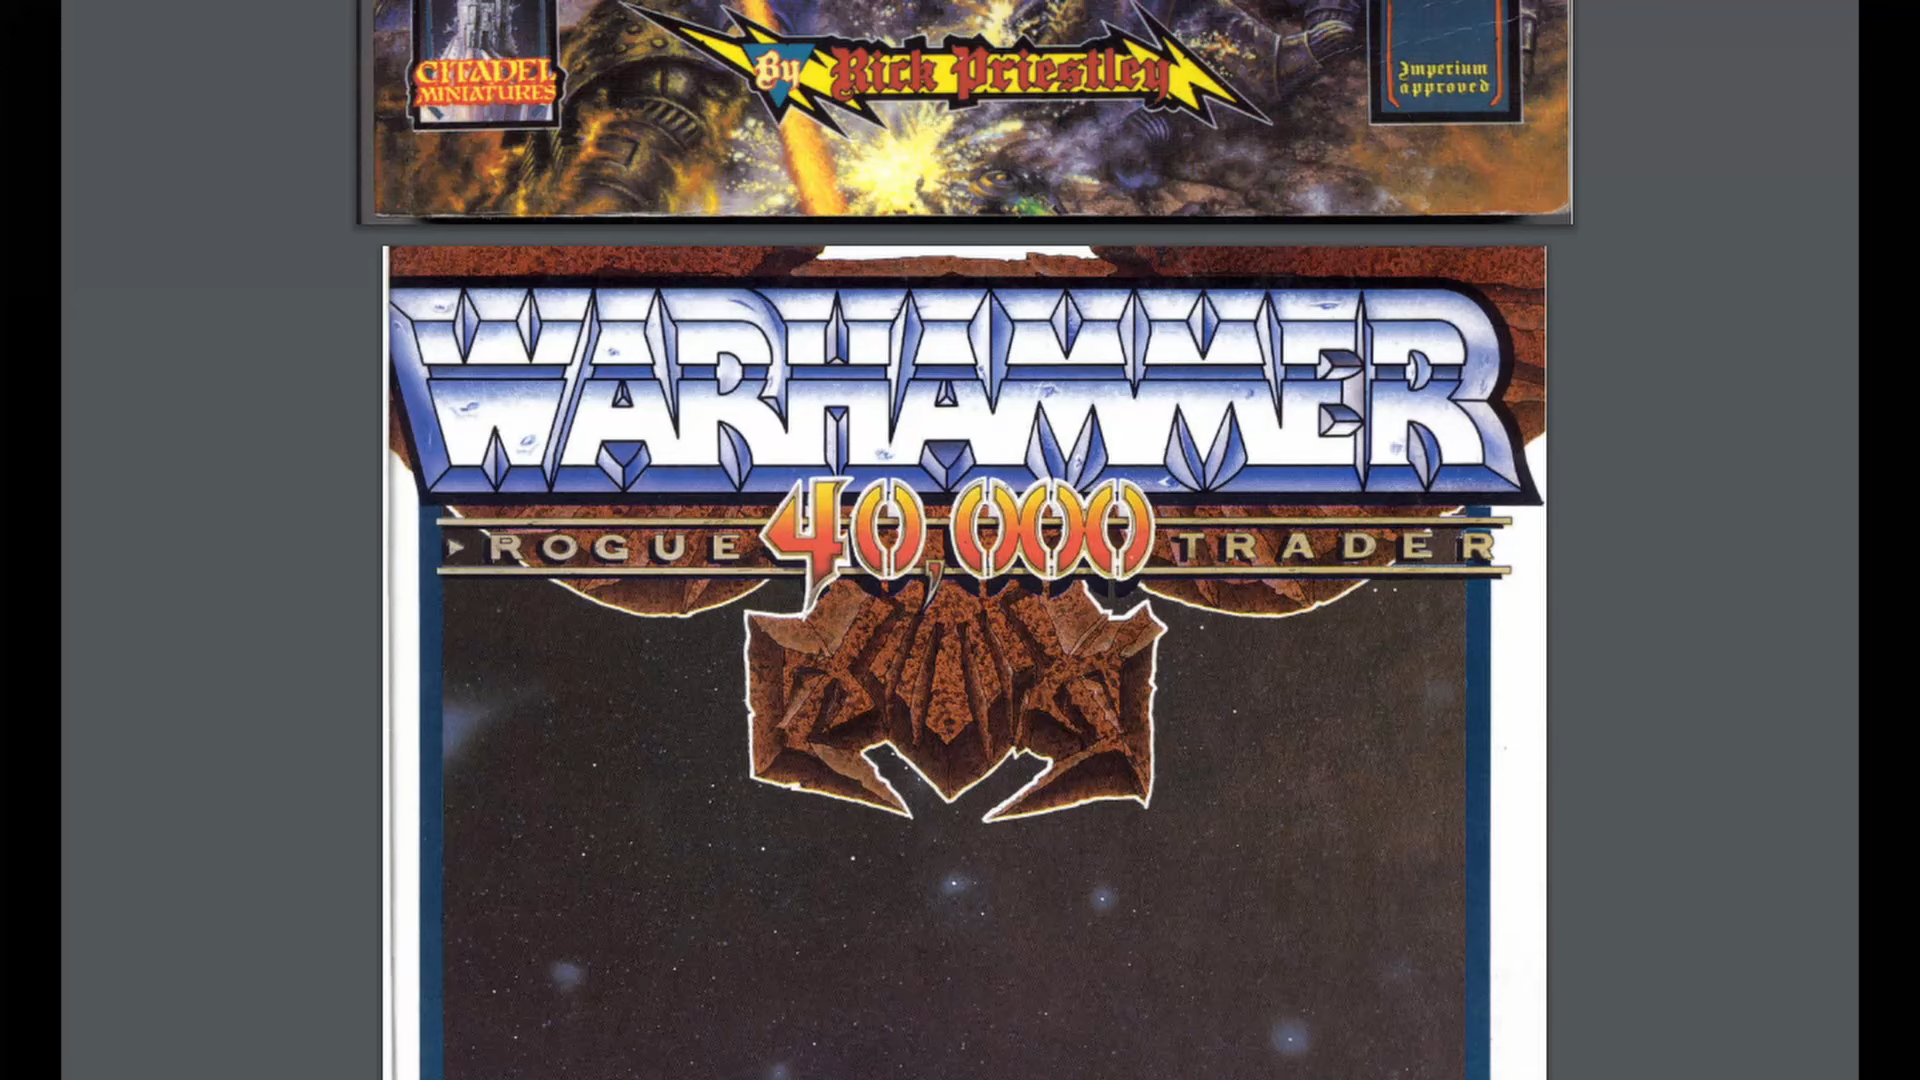 CITADEL
MINIATURES
By Rick Priestley
Imperium
approved
WARHAMMER
40,000
ROGUE TRADER